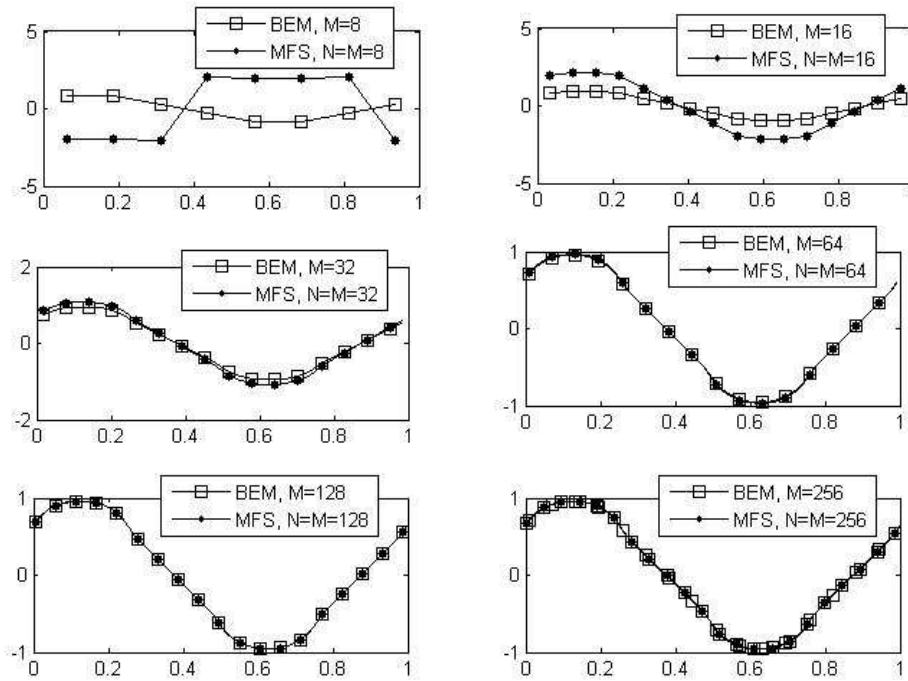 5
0
-5
0 0.2 0.4 0.6 0.8 1
BEM, M=8
MFS, N=M=8
5
0
-5
0 0.2 0.4 0.6 0.8
BEM, M=16
MFS, N=M=16
2
0
-2
0 0.2 0.4 0.6 0.8 1
BEM, M=32
MFS, N=M=32
1
0
-1
0 0.2 0.4 0.6 0.8 1
BEM, M=64
MFS, N=M=64
1
0
-1
0 0.2 0.4 0.6 0.8 1
BEM, M=128
MFS, N=M=128
1
0
-1
0 0.2 0.4 0.6 0.8 1
BEM, M=256
MFS, N=M=256